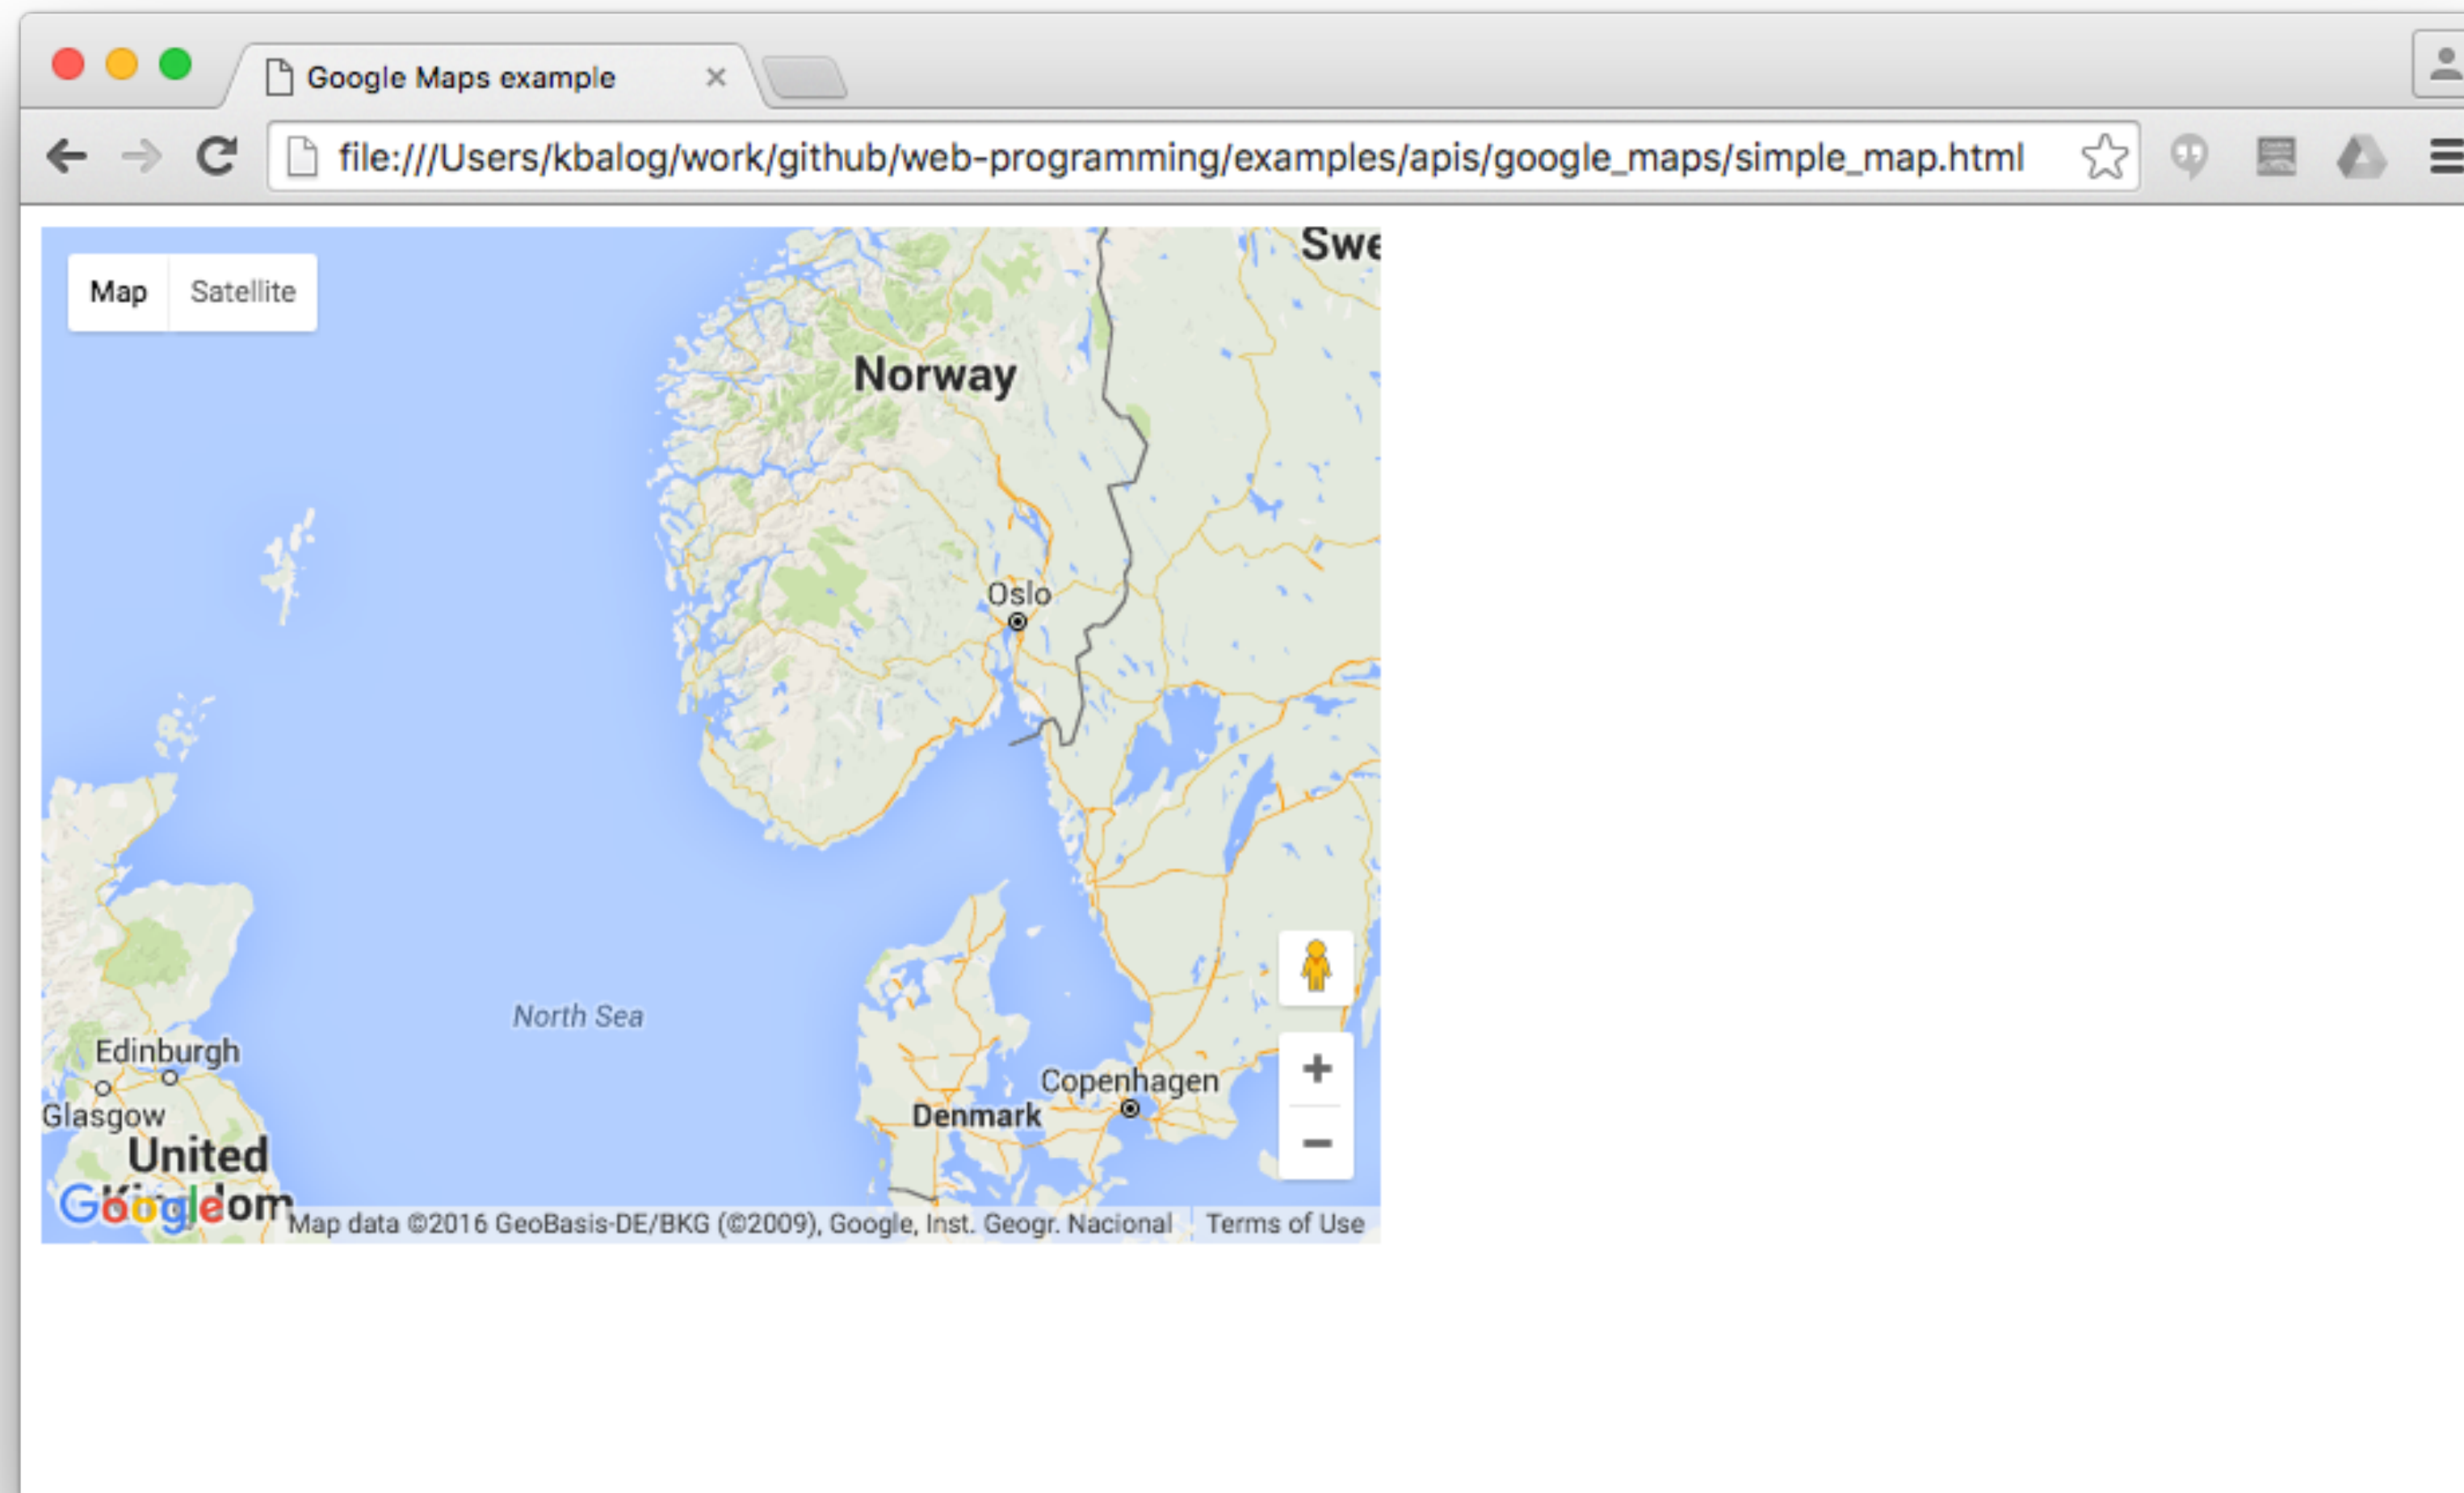 Google Maps example
file:///Users/kbalog/work/github/web-programming/examples/apis/google_maps/simple_map.html
Swe
Map Satellite
Norway
Oslo
North Sea
Edinburgh
Glasgow
Copenhagen
Denmark
United
Kingdom
Google
Map data ©2016 GeoBasis-DE/BKG (©2009), Google, Inst. Geogr. Nacional Terms of Use